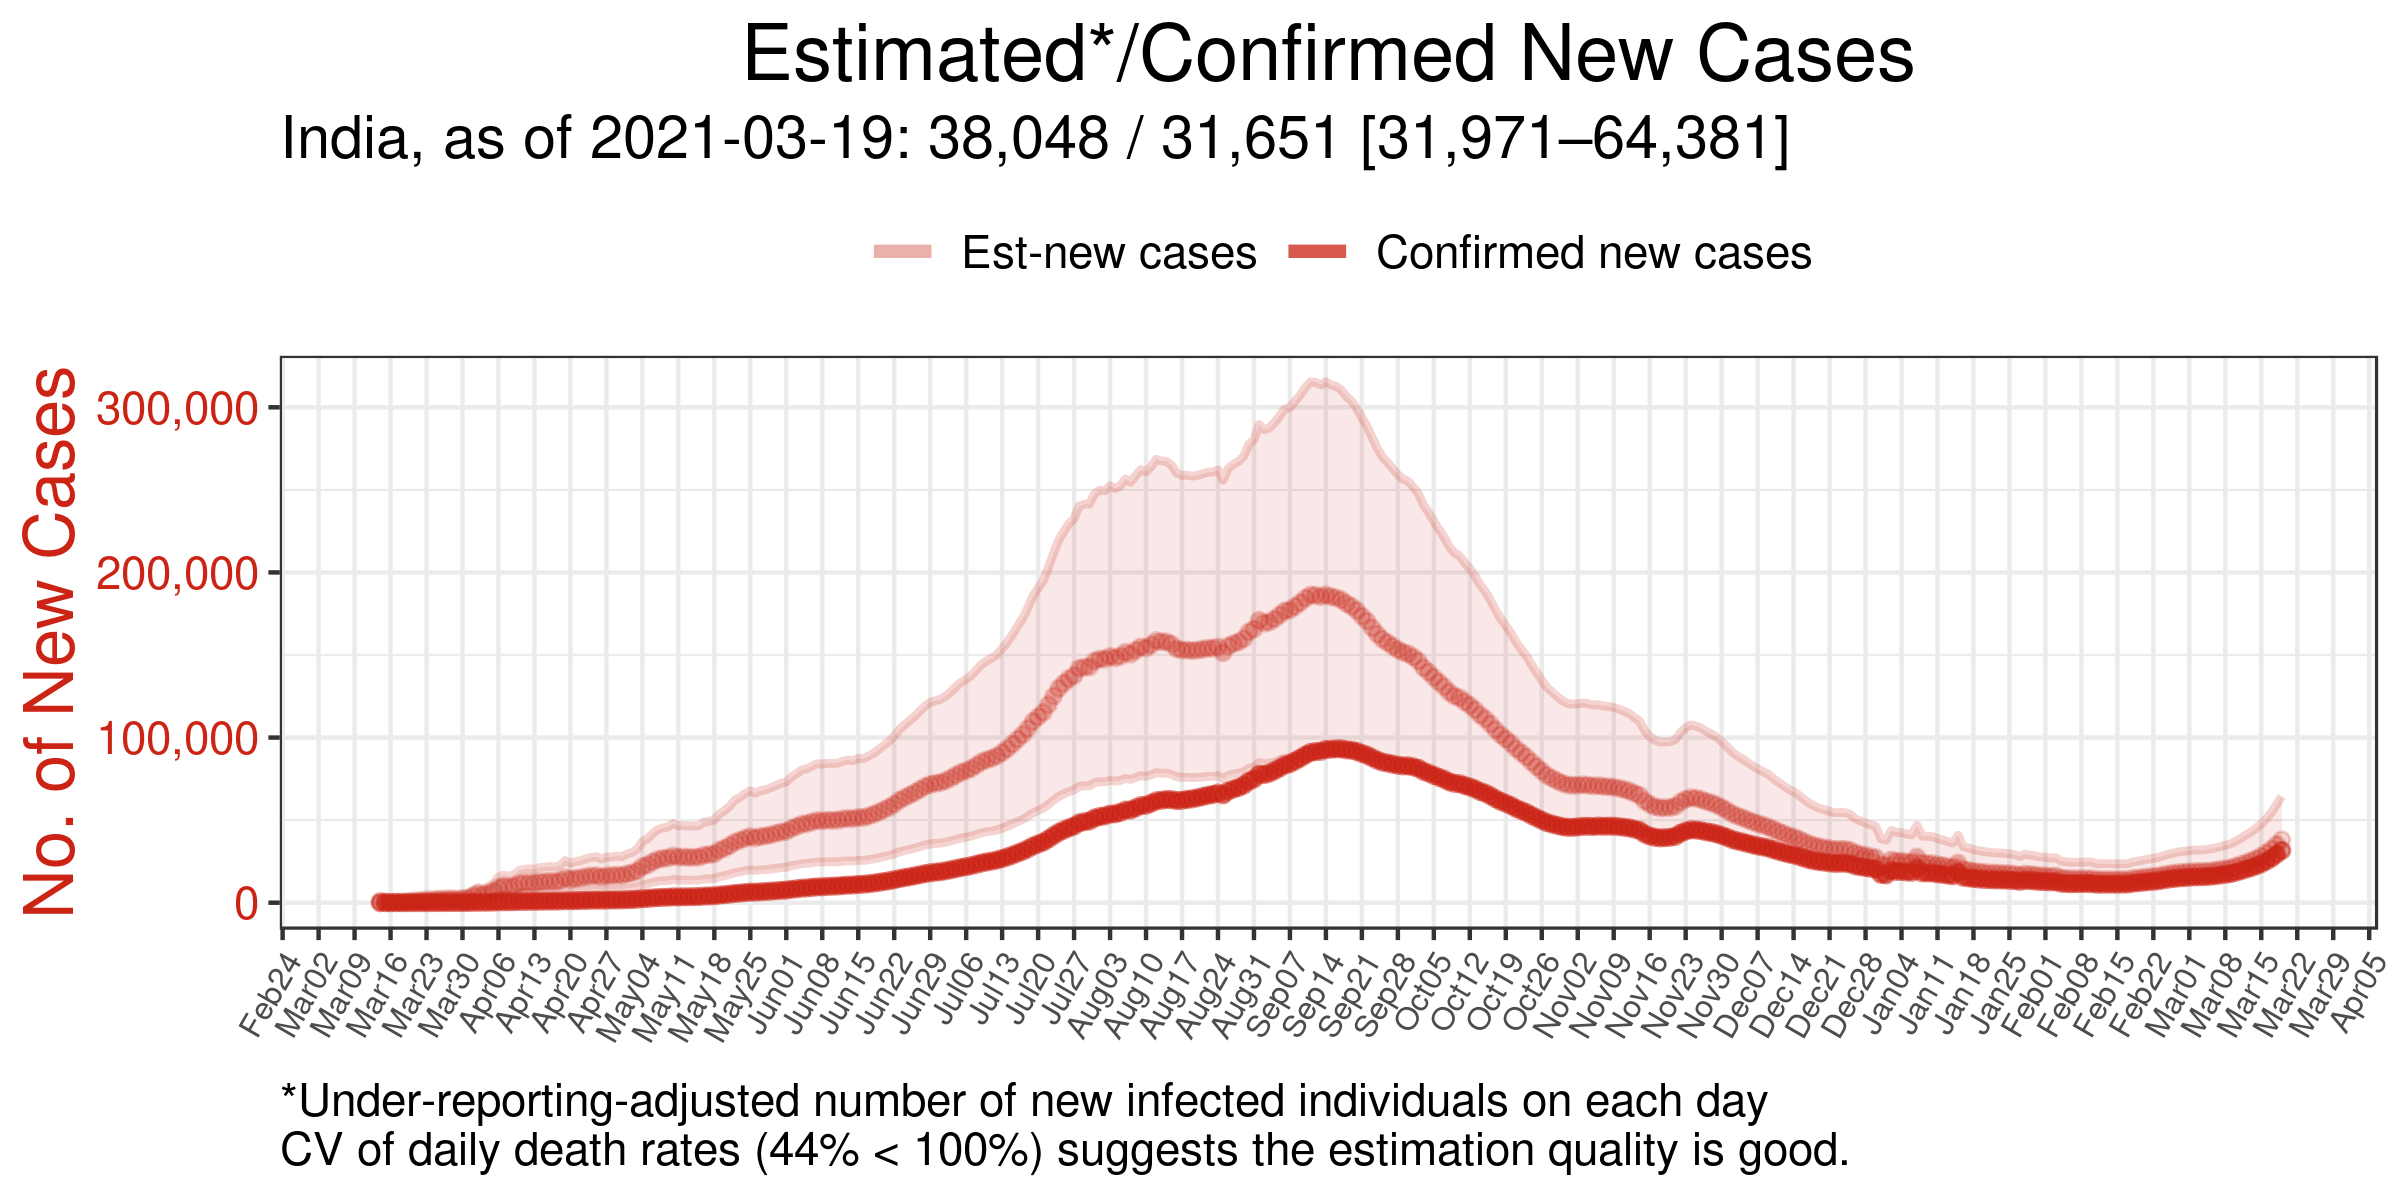 Estimated*/Confirmed New Cases
India, as of 2021-03-19: 38,048 / 31,651 [31,971–64,381]
Est-new cases
Confirmed new cases
No. of New Cases
300,000
200,000
100,000
0
Feb24
Mar02
Mar09
Mar16
Mar23
Mar30
Apr06
Apr13
Apr20
Apr27
May04
May11
May18
May25
Jun01
Jun08
Jun15
Jun22
Jun29
Jul06
Jul13
Jul20
Jul27
Aug03
Aug10
Aug17
Aug24
Aug31
Sep07
Sep14
Sep21
Sep28
Oct05
Oct12
Oct19
Oct26
Nov02
Nov09
Nov16
Nov23
Nov30
Dec07
Dec14
Dec21
Dec28
Jan04
Jan11
Jan18
Jan25
Feb01
Feb08
Feb15
Feb22
Mar01
Mar08
Mar15
Mar22
Mar29
Apr05
*Under-reporting-adjusted number of new infected individuals on each day
CV of daily death rates (44% < 100%) suggests the estimation quality is good.